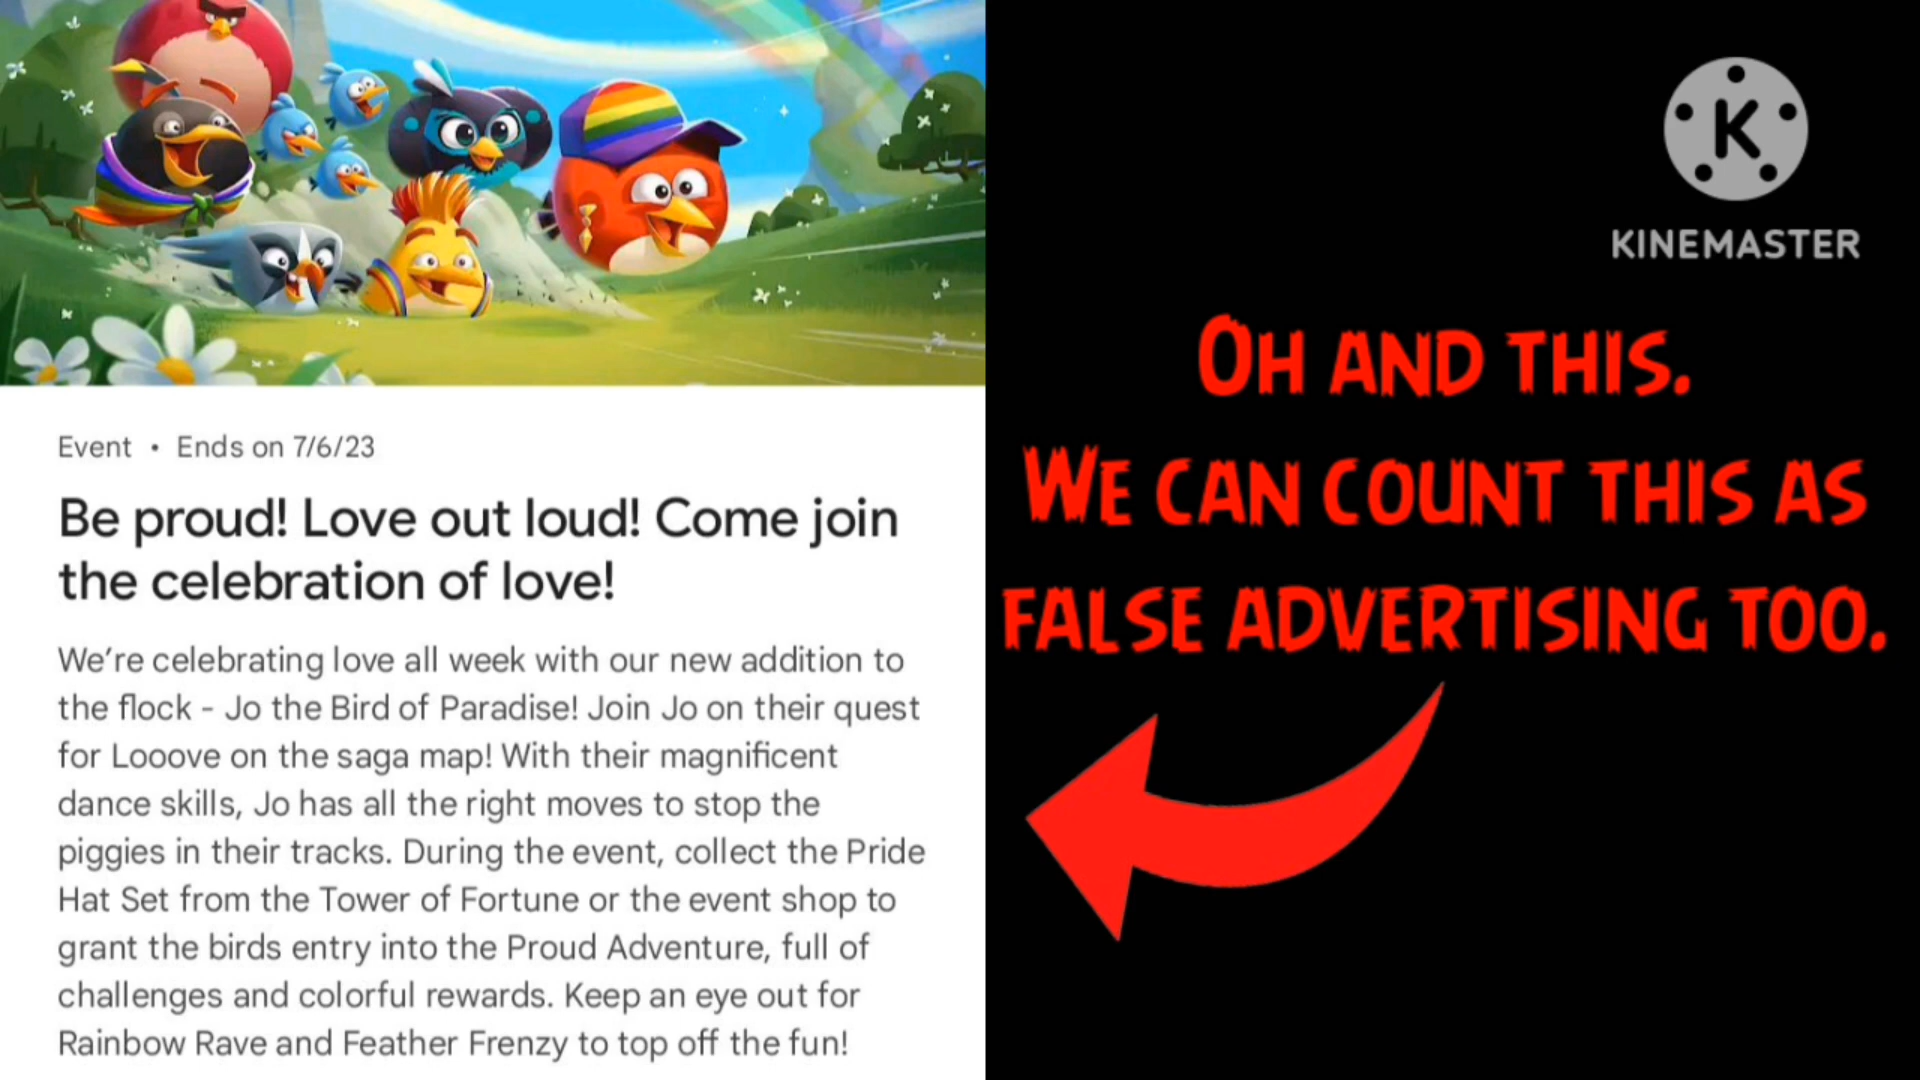 Event • Ends on 7/6/23
Be proud! Love out loud! Come join
the celebration of love!
We're celebrating love all week with our new addition to
the flock - Jo the Bird of Paradise! Join Jo on their quest
for Looove on the saga map! With their magnificent
dance skills, Jo has all the right moves to stop the
piggies in their tracks. During the event, collect the Pride
Hat Set from the Tower of Fortune or the event shop to
grant the birds entry into the Proud Adventure, full of
challenges and colorful rewards. Keep an eye out for
Rainbow Rave and Feather Frenzy to top off the fun!
K
KINEMASTER
OH AND THIS.
WE CAN COUNT THIS AS
FALSE ADVERTISING TOO.